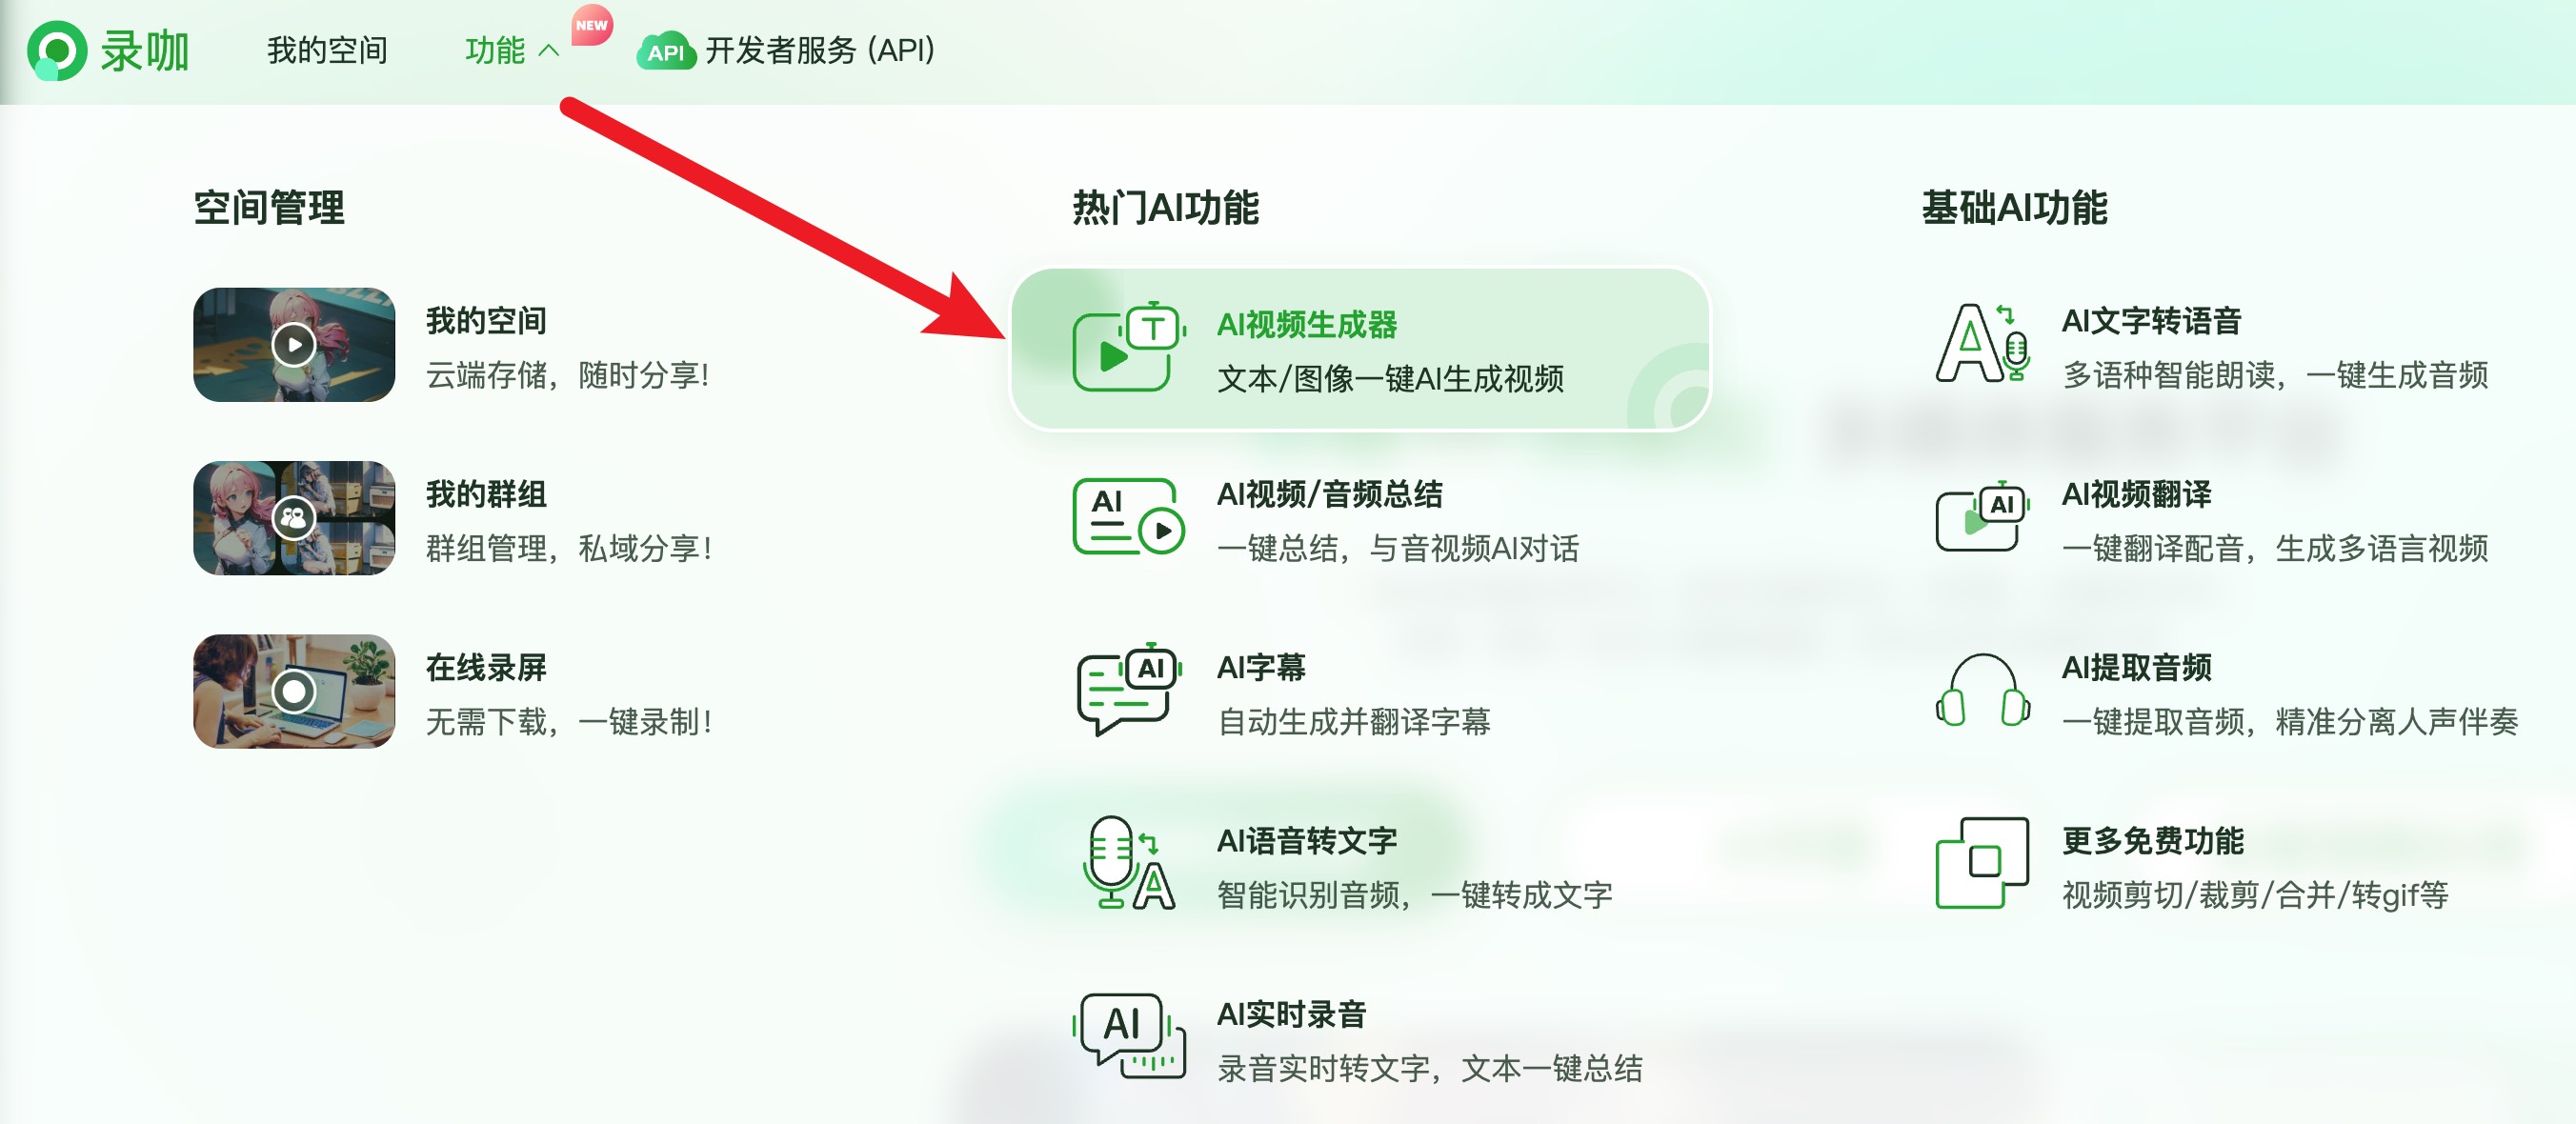 录咖
我的空间
功能
NEW
API
开发者服务 (API)
空间管理
我的空间
云端存储，随时分享！
我的群组
群组管理，私域分享！
在线录屏
无需下载，一键录制！
热门AI功能
T
AI视频生成器
文本/图像一键AI生成视频
AI
AI视频/音频总结
一键总结，与音视频AI对话
AI
AI字幕
自动生成并翻译字幕
A
AI语音转文字
智能识别音频，一键转成文字
AI
AI实时录音
录音实时转文字，文本一键总结
基础AI功能
A
AI文字转语音
多语种智能朗读，一键生成音频
AI
AI视频翻译
一键翻译配音，生成多语言视频
AI提取音频
一键提取音频，精准分离人声伴奏
更多免费功能
视频剪切/裁剪/合并/转gif等